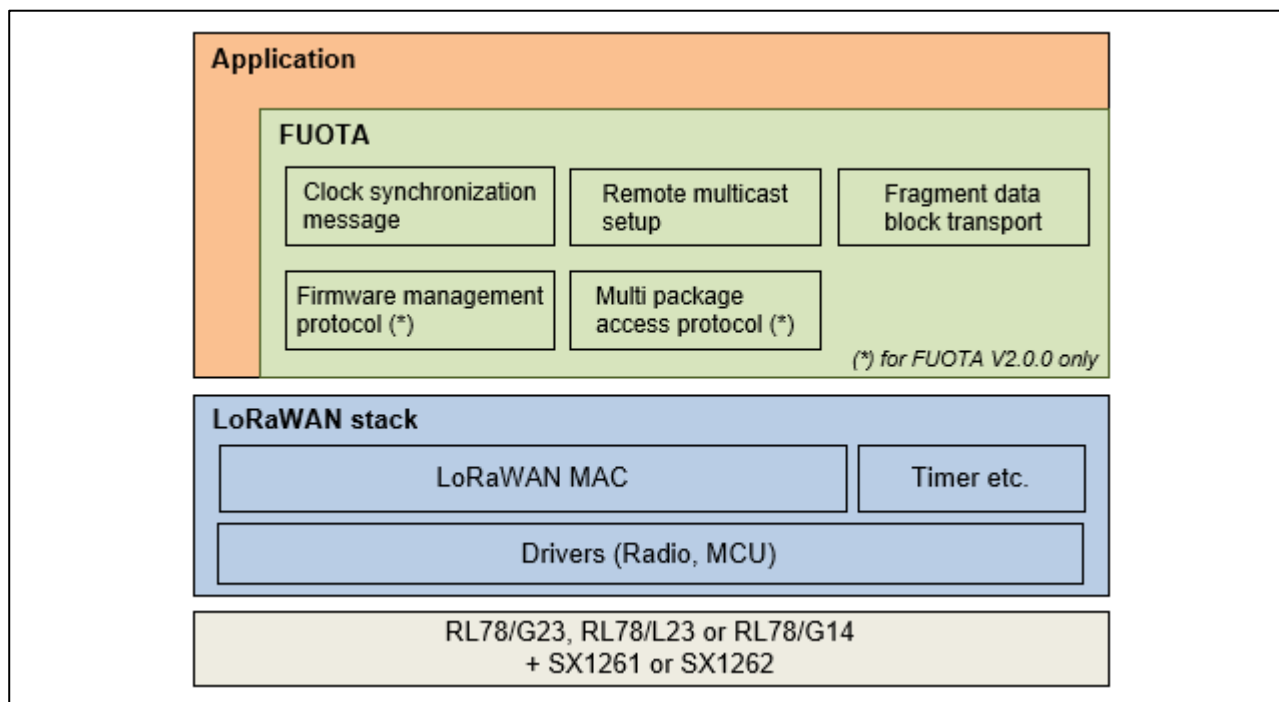 Application
FUOTA
Clock synchronization
message
Remote multicast
setup
Fragment data
block transport
Firmware management
protocol (*)
Multi package
access protocol (*)
(*) for FUOTA V2.0.0 only
LoRaWAN stack
LoRaWAN MAC
Timer etc.
Drivers (Radio, MCU)
RL78/G23, RL78/L23 or RL78/G14
+ SX1261 or SX1262